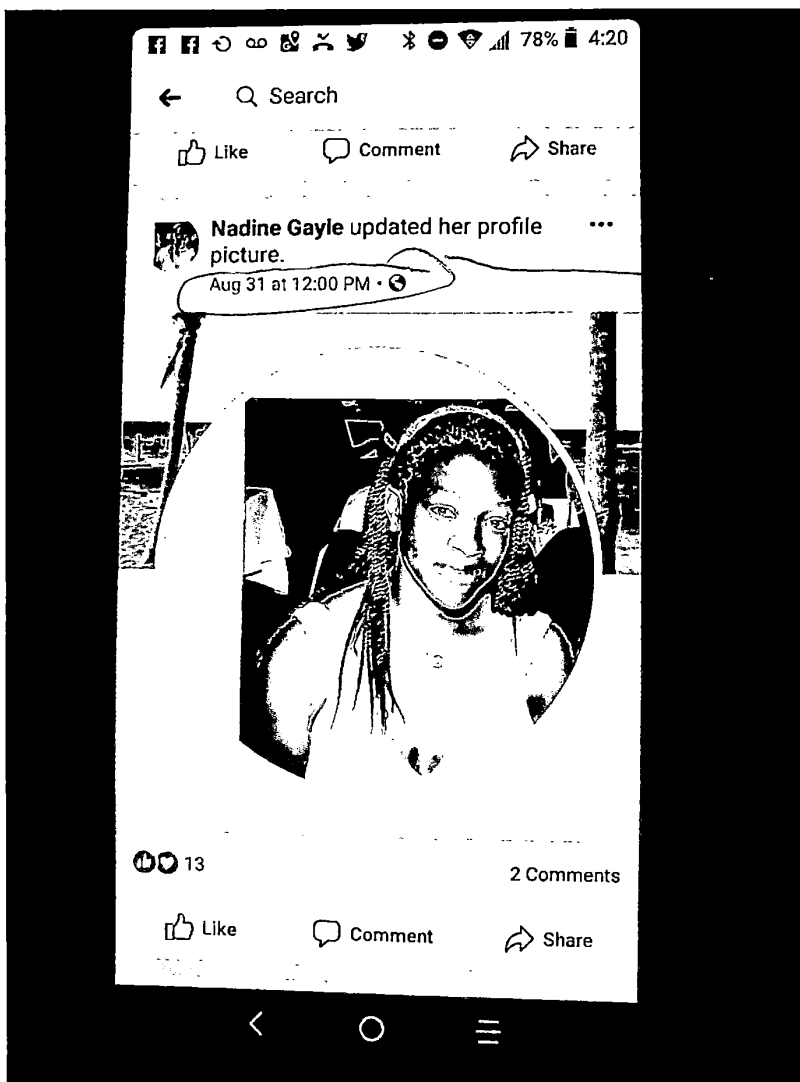 78% 4:20
Search
Like Comment Share
Nadine Gayle updated her profile
picture.
Aug 31 at 12:00 PM ·
13
2 Comments
Like Comment Share